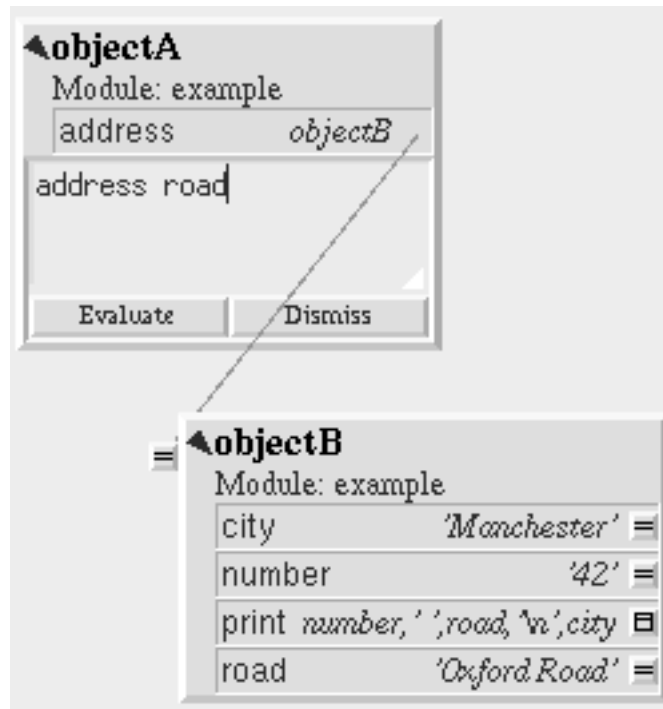 objectA
Module: example
address objectB
address road
Evaluate Dismiss
objectB
Module: example
city 'Manchester' =
number '42' =
print number,' ',road,'\n',city
road 'Oxford Road' =